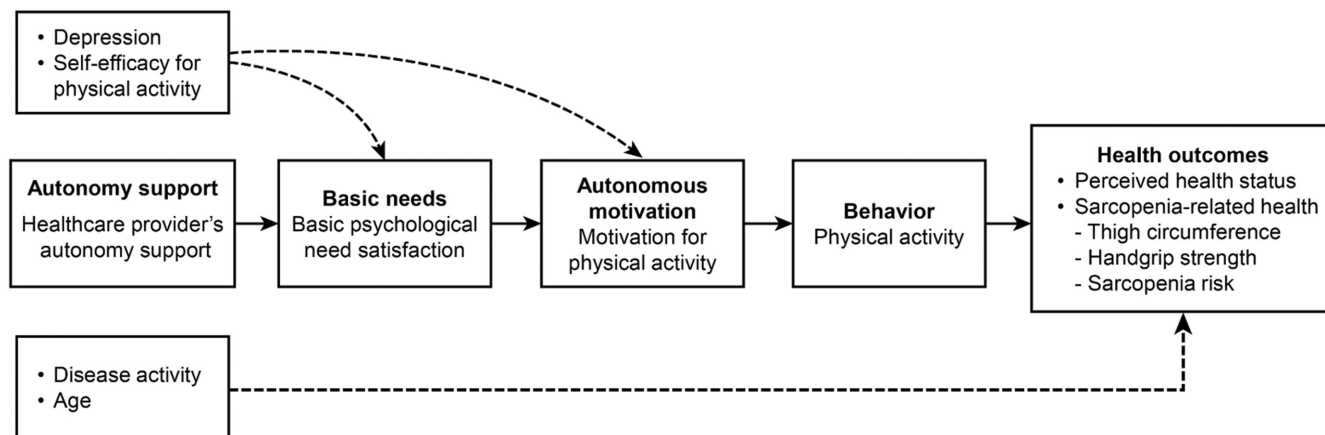 • Depression
• Self-efficacy for
physical activity
Autonomy support
Healthcare provider's
autonomy support
Basic needs
Basic psychological
need satisfaction
Autonomous
motivation
Motivation for
physical activity
Behavior
Physical activity
Health outcomes
• Perceived health status
• Sarcopenia-related health
- Thigh circumference
- Handgrip strength
- Sarcopenia risk
• Disease activity
• Age